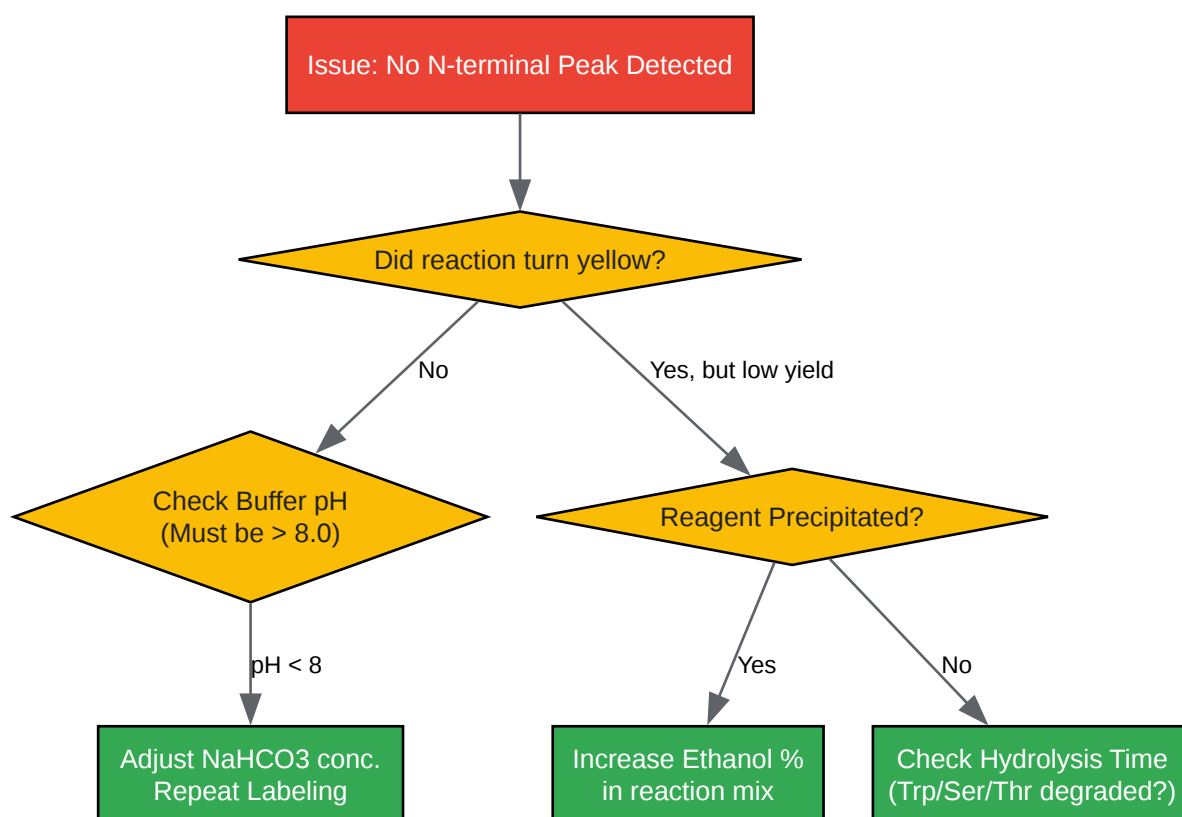 Issue: No N-terminal Peak Detected
Did reaction turn yellow?
No
Yes, but low yield
Check Buffer pH
(Must be > 8.0)
Reagent Precipitated?
pH < 8
Yes
No
Adjust NaHCO3 conc.
Repeat Labeling
Increase Ethanol %
in reaction mix
Check Hydrolysis Time
(Trp/Ser/Thr degraded?)